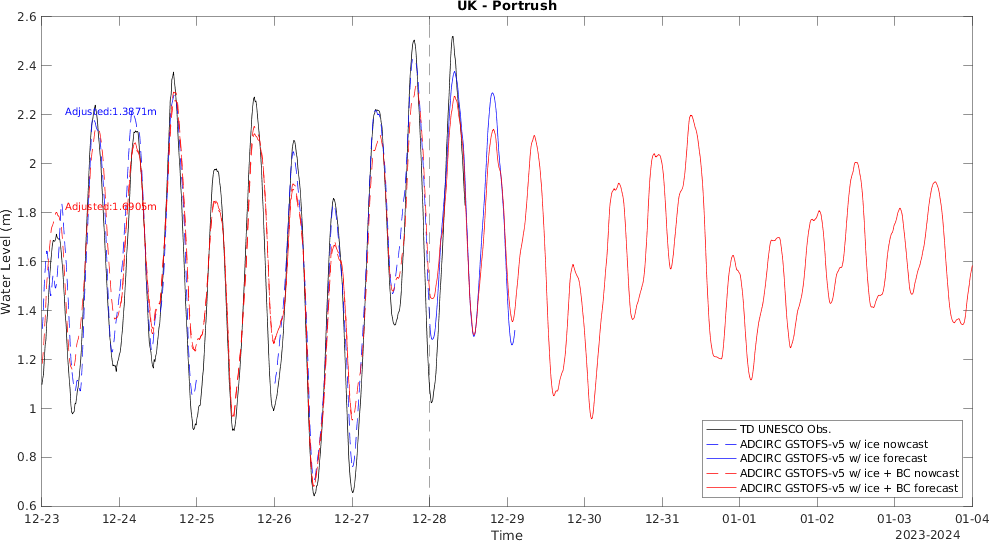 UK - Portrush
2.6
2.4
2.2
2
1.8
1.6
1.4
1.2
1
0.8
0.6
Water Level (m)
Adjusted:1.3871m
Adjusted:1.6905m
TD UNESCO Obs.
ADCIRC GSTOFS-v5 w/ ice nowcast
ADCIRC GSTOFS-v5 w/ ice forecast
ADCIRC GSTOFS-v5 w/ ice + BC nowcast
ADCIRC GSTOFS-v5 w/ ice + BC forecast
12-23 12-24 12-25 12-26 12-27 12-28 12-29 12-30 12-31 01-01 01-02 01-03 01-04
Time
2023-2024